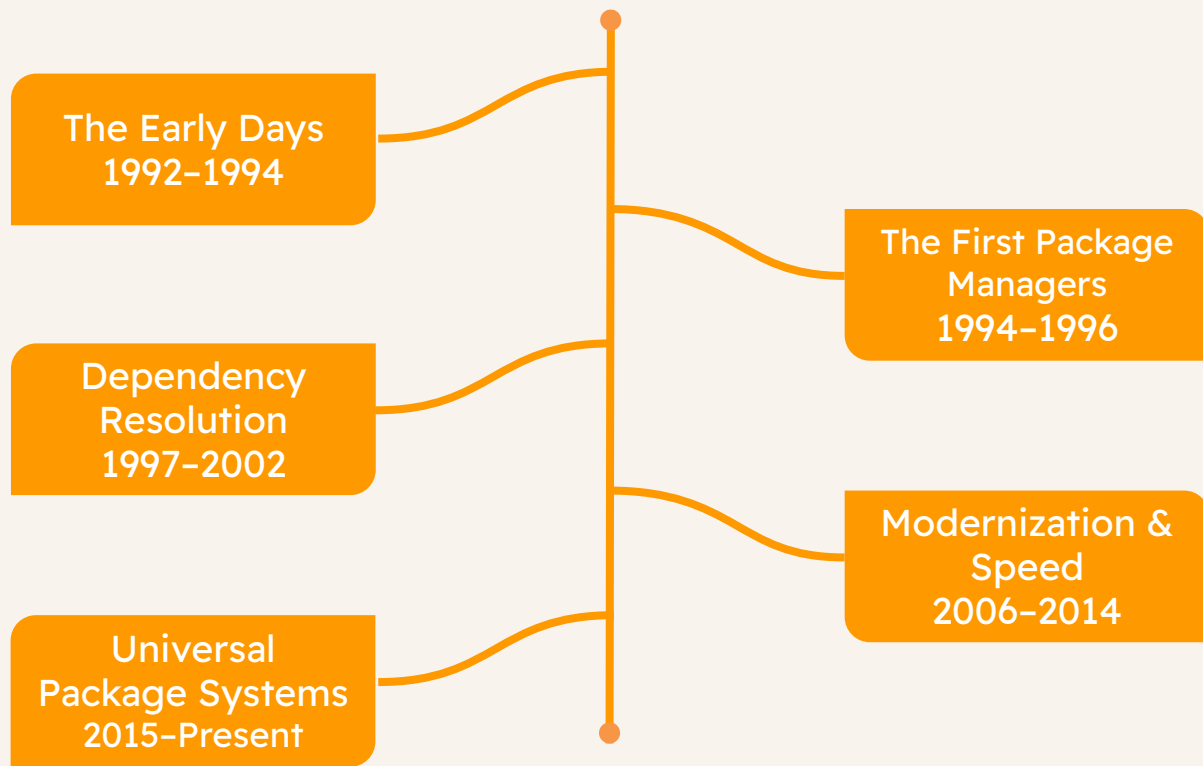 The Early Days
1992–1994
The First Package
Managers
1994–1996
Dependency
Resolution
1997–2002
Modernization &
Speed
2006–2014
Universal
Package Systems
2015–Present